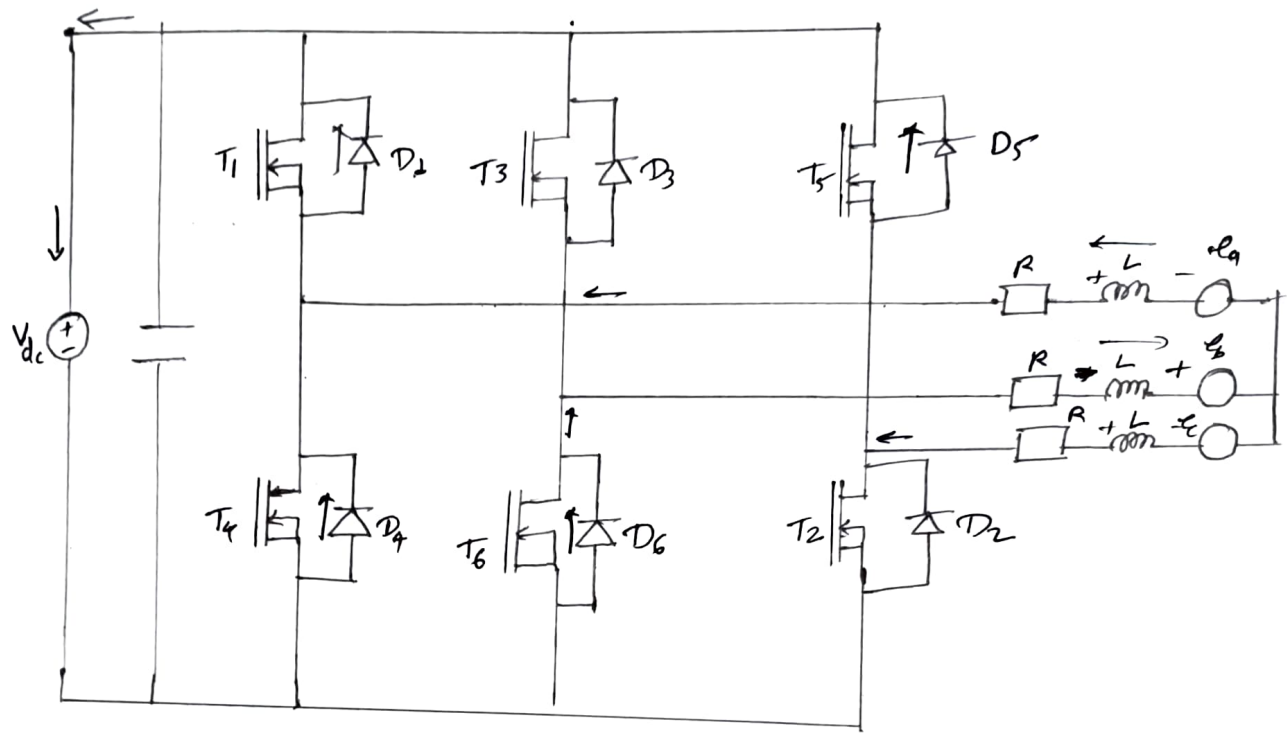 T1
D1
T3
D3
T5
D5
Vdc
+
-
R
+ L -
ea
R
- L +
eb
R
+ L -
ec
T4
D4
T6
D6
T2
D2